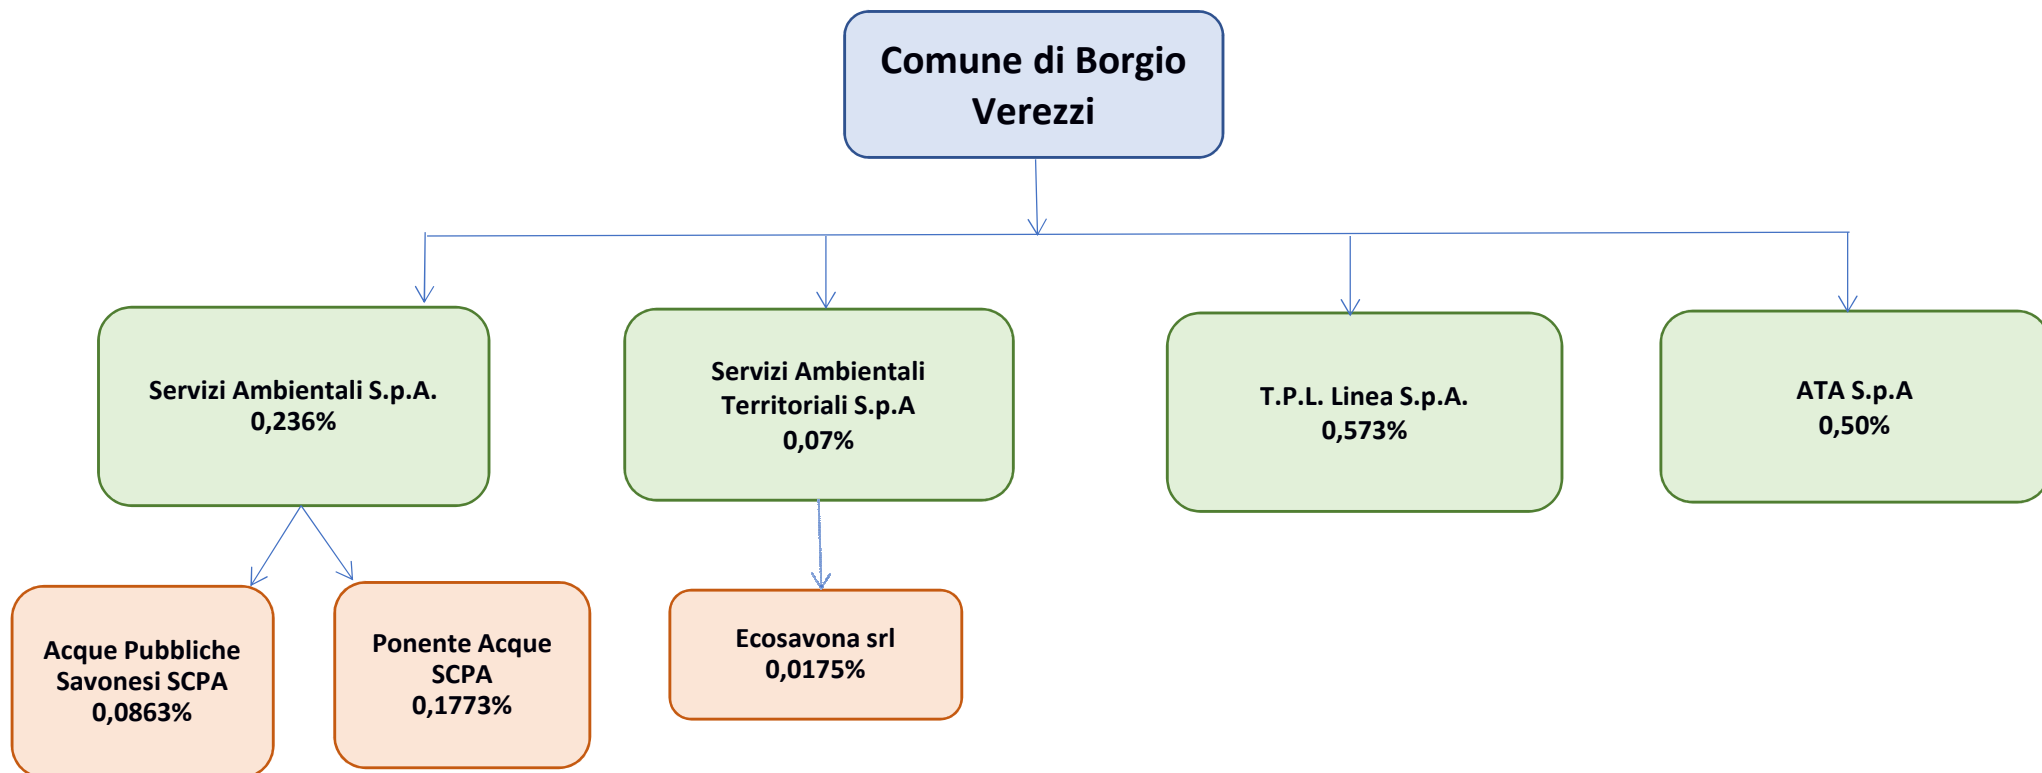 Comune di Borgio
Verezzi
Servizi Ambientali S.p.A.
0,236%
Servizi Ambientali
Territoriali S.p.A
0,07%
T.P.L. Linea S.p.A.
0,573%
ATA S.p.A
0,50%
Acque Pubbliche
Savonesi SCPA
0,0863%
Ponente Acque
SCPA
0,1773%
Ecosavona srl
0,0175%